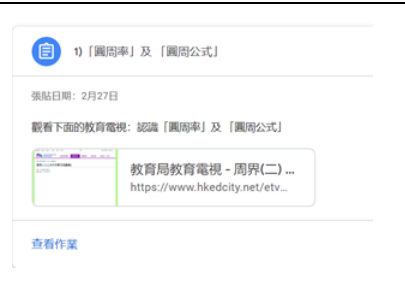 1)「圓周率」及 「圓周公式」
張貼日期: 2月27日
觀看下面的教育電視: 認識「圓周率」及 「圓周公式」
教育局教育電視 - 周界(二) ...
https://www.hkedcity.net/etv...
查看作業